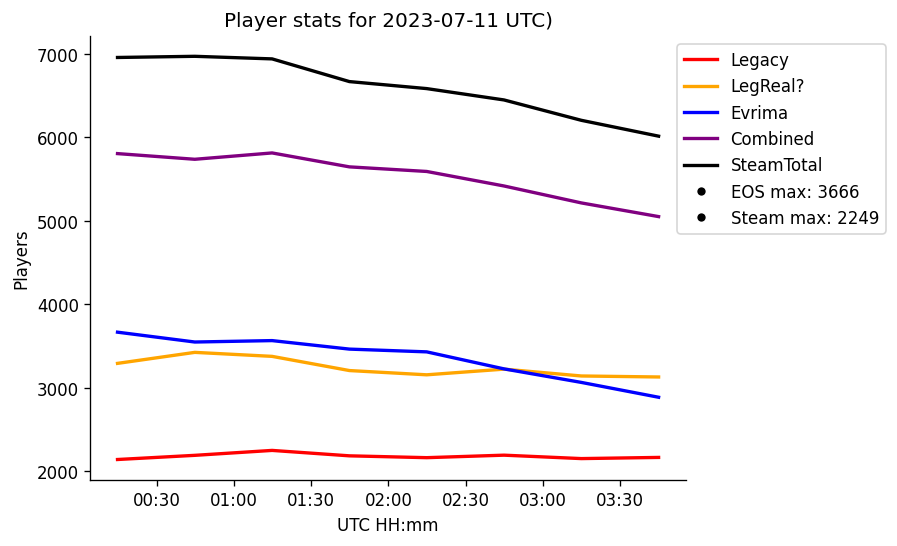 Player stats for 2023-07-11 UTC)
7000
6000
5000
4000
3000
2000
Players
00:30 01:00 01:30 02:00 02:30 03:00 03:30
UTC HH:mm
Legacy
LegReal?
Evrima
Combined
SteamTotal
EOS max: 3666
Steam max: 2249